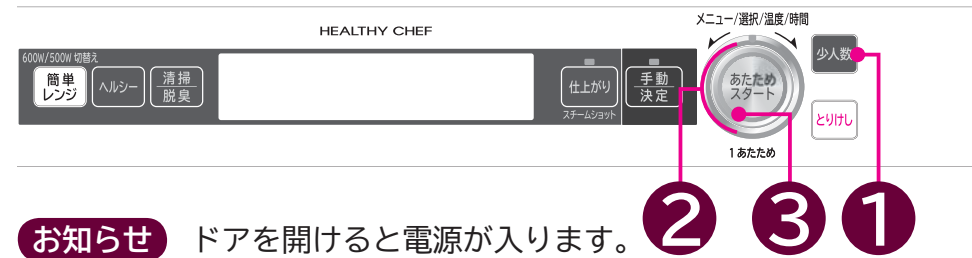 HEALTHY CHEF
メニュー/選択/温度/時間
600W/500W 切替え
簡単
レンジ
ヘルシー
清掃
脱臭
仕上がり
スチームショット
手動
決定
あたため
スタート
少人数
とりけし
1 あたため
2
3
1
お知らせ ドアを開けると電源が入ります。